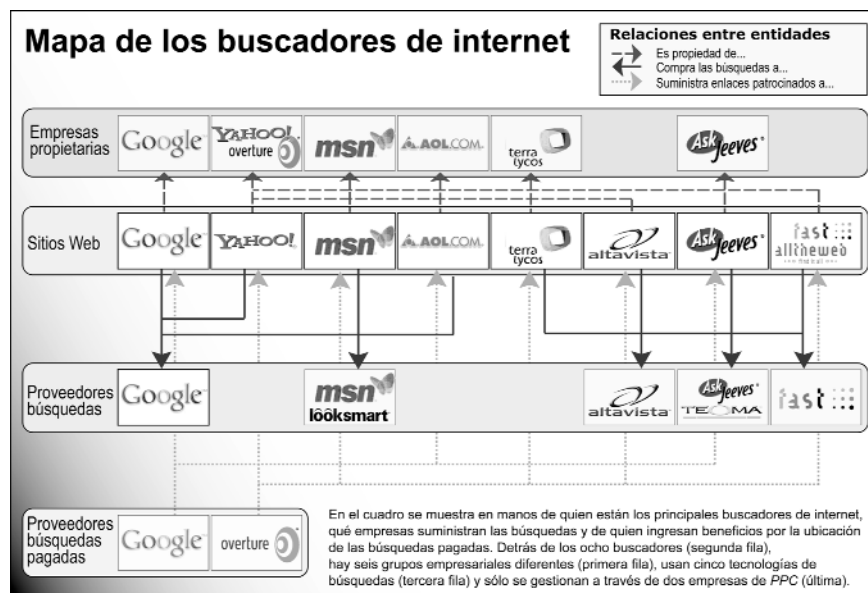 Mapa de los buscadores de internet
Relaciones entre entidades
Es propiedad de...
Compra las búsquedas a...
Suministra enlaces patrocinados a...
Empresas
propietarias
Google
YAHOO!
overture
msn
AOL.COM
terra
lycos
Ask
Jeeves
Sitios Web
Google
YAHOO!
msn
AOL.COM
terra
lycos
altavista
Ask
Jeeves
fast
alltheweb
Proveedores
búsquedas
Google
msn
lôôksmart
altavista
Ask
Jeeves
TEOMA
fast
Proveedores
búsquedas
pagadas
Google
overture
En el cuadro se muestra en manos de quien están los principales buscadores de internet,
qué empresas suministran las búsquedas y de quien ingresan beneficios por la ubicación
de las búsquedas pagadas. Detrás de los ocho buscadores (segunda fila),
hay seis grupos empresariales diferentes (primera fila), usan cinco tecnologías de
búsquedas (tercera fila) y sólo se gestionan a través de dos empresas de PPC (última).